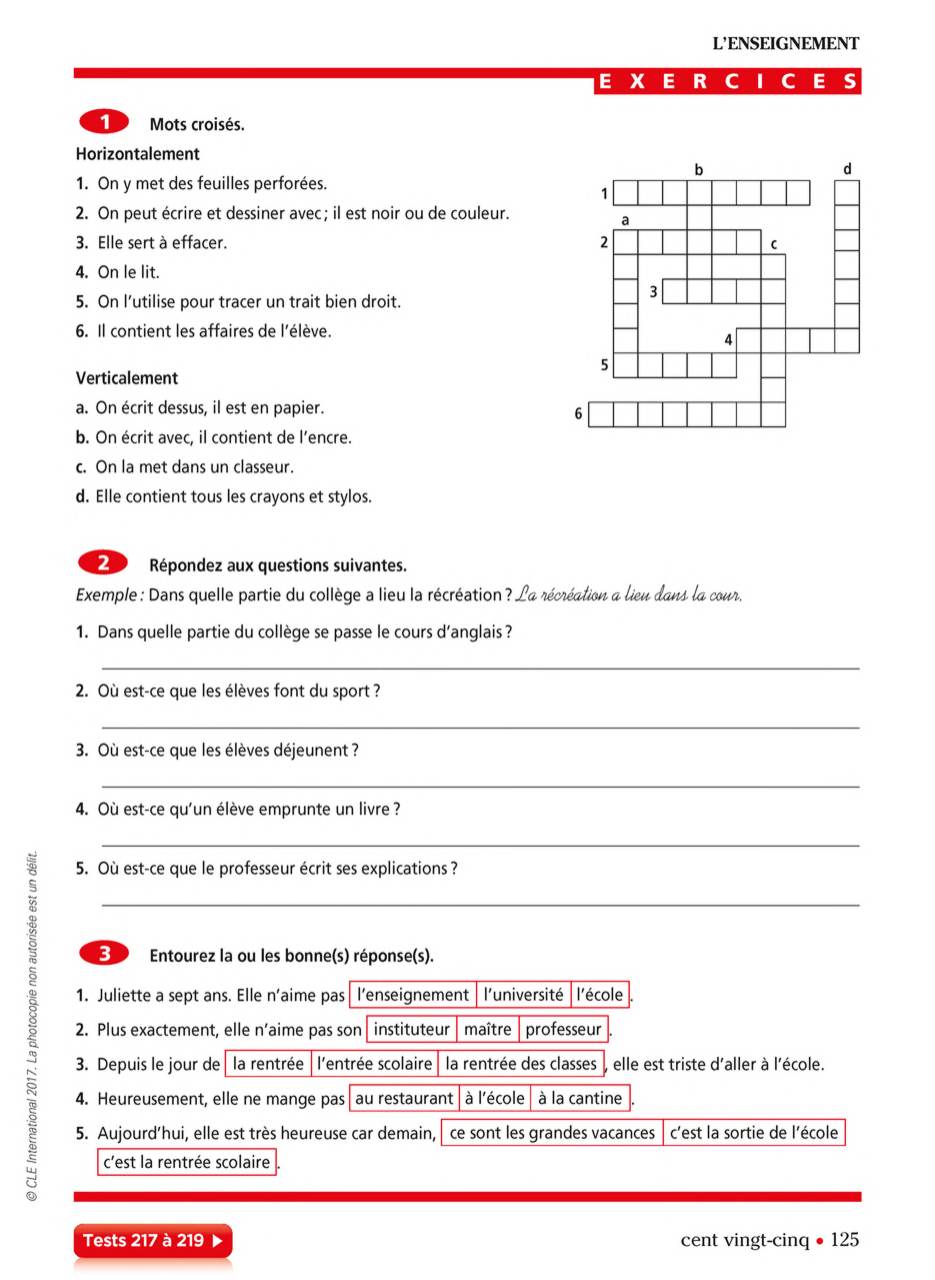 L'ENSEIGNEMENT
EXERCICES
1 Mots croisés.
Horizontalement
1. On y met des feuilles perforées.
2. On peut écrire et dessiner avec ; il est noir ou de couleur.
3. Elle sert à effacer.
4. On le lit.
5. On l'utilise pour tracer un trait bien droit.
6. Il contient les affaires de l'élève.
Verticalement
a. On écrit dessus, il est en papier.
b. On écrit avec, il contient de l'encre.
c. On la met dans un classeur.
d. Elle contient tous les crayons et stylos.
b d
1
a
2 c
3
4
5
6
2 Répondez aux questions suivantes.
Exemple : Dans quelle partie du collège a lieu la récréation ? La récréation a lieu dans la cour.
1. Dans quelle partie du collège se passe le cours d'anglais ?
2. Où est-ce que les élèves font du sport ?
3. Où est-ce que les élèves déjeunent ?
4. Où est-ce qu'un élève emprunte un livre ?
5. Où est-ce que le professeur écrit ses explications ?
3 Entourez la ou les bonne(s) réponse(s).
1. Juliette a sept ans. Elle n'aime pas l'enseignement l'université l'école .
2. Plus exactement, elle n'aime pas son instituteur maître professeur .
3. Depuis le jour de la rentrée l'entrée scolaire la rentrée des classes , elle est triste d'aller à l'école.
4. Heureusement, elle ne mange pas au restaurant à l'école à la cantine .
5. Aujourd'hui, elle est très heureuse car demain, ce sont les grandes vacances c'est la sortie de l'école
c'est la rentrée scolaire .
© CLE International 2017. La photocopie non autorisée est un délit.
Tests 217 à 219 ▶
cent vingt-cinq • 125